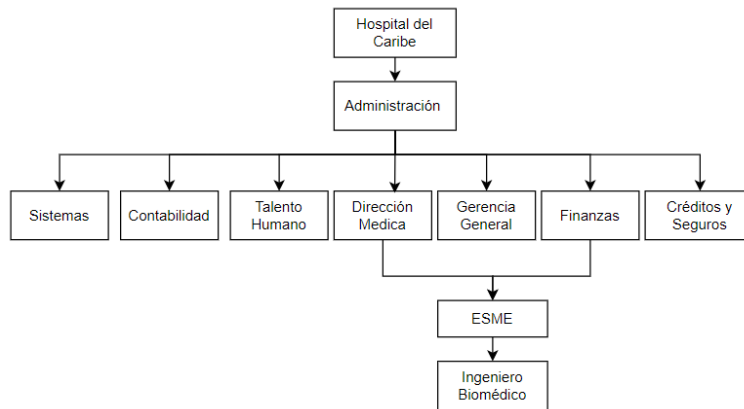 Hospital del
Caribe
Administración
Sistemas
Contabilidad
Talento
Humano
Dirección
Medica
Gerencia
General
Finanzas
Créditos y
Seguros
ESME
Ingeniero
Biomédico